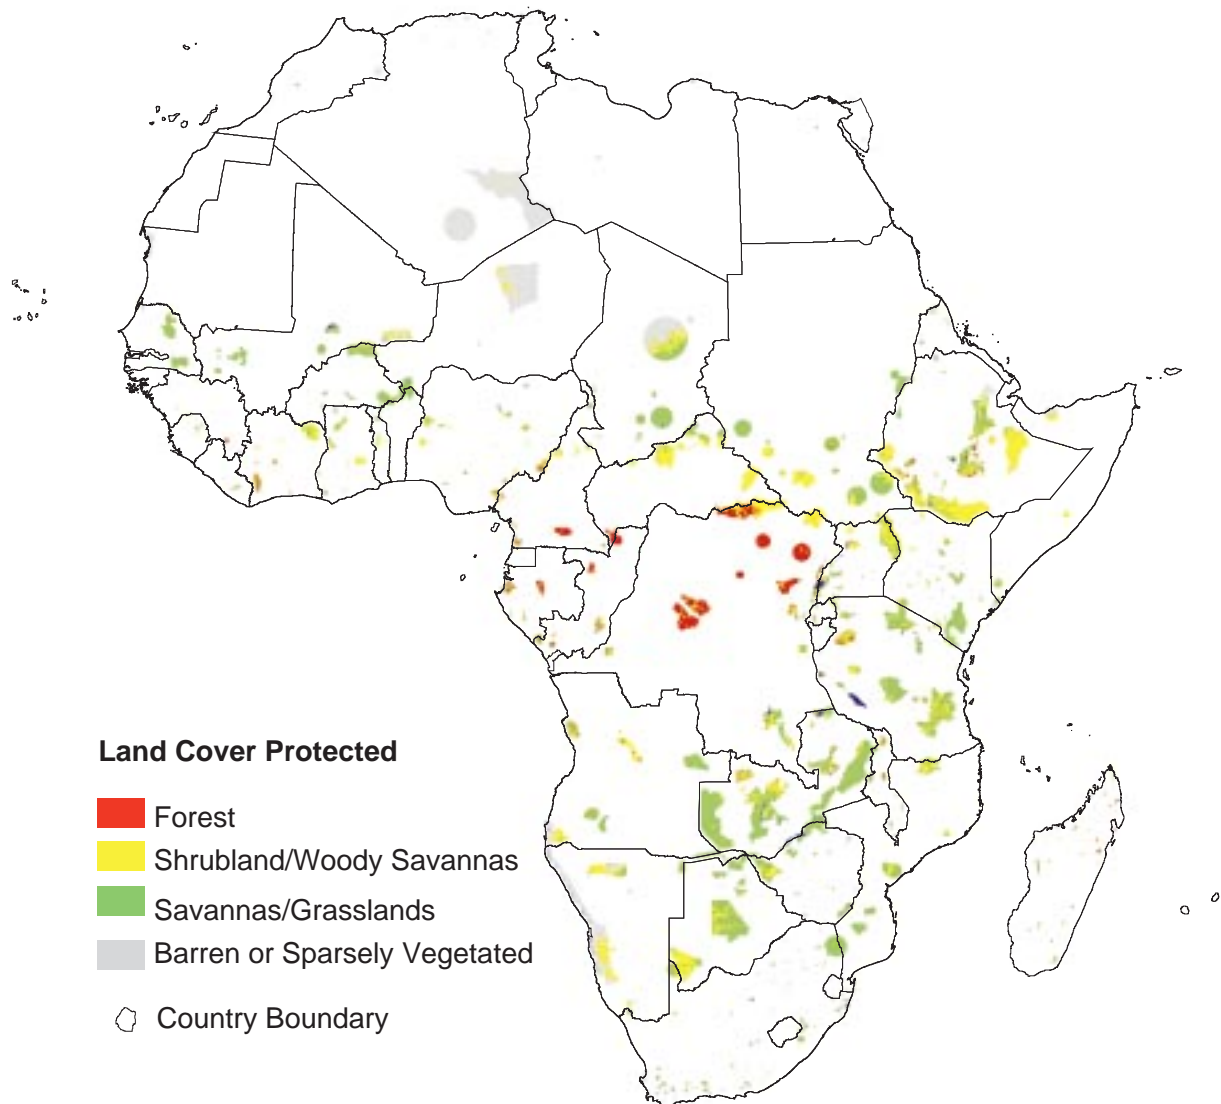 Land Cover Protected
Forest
Shrubland/Woody Savannas
Savannas/Grasslands
Barren or Sparsely Vegetated
Country Boundary